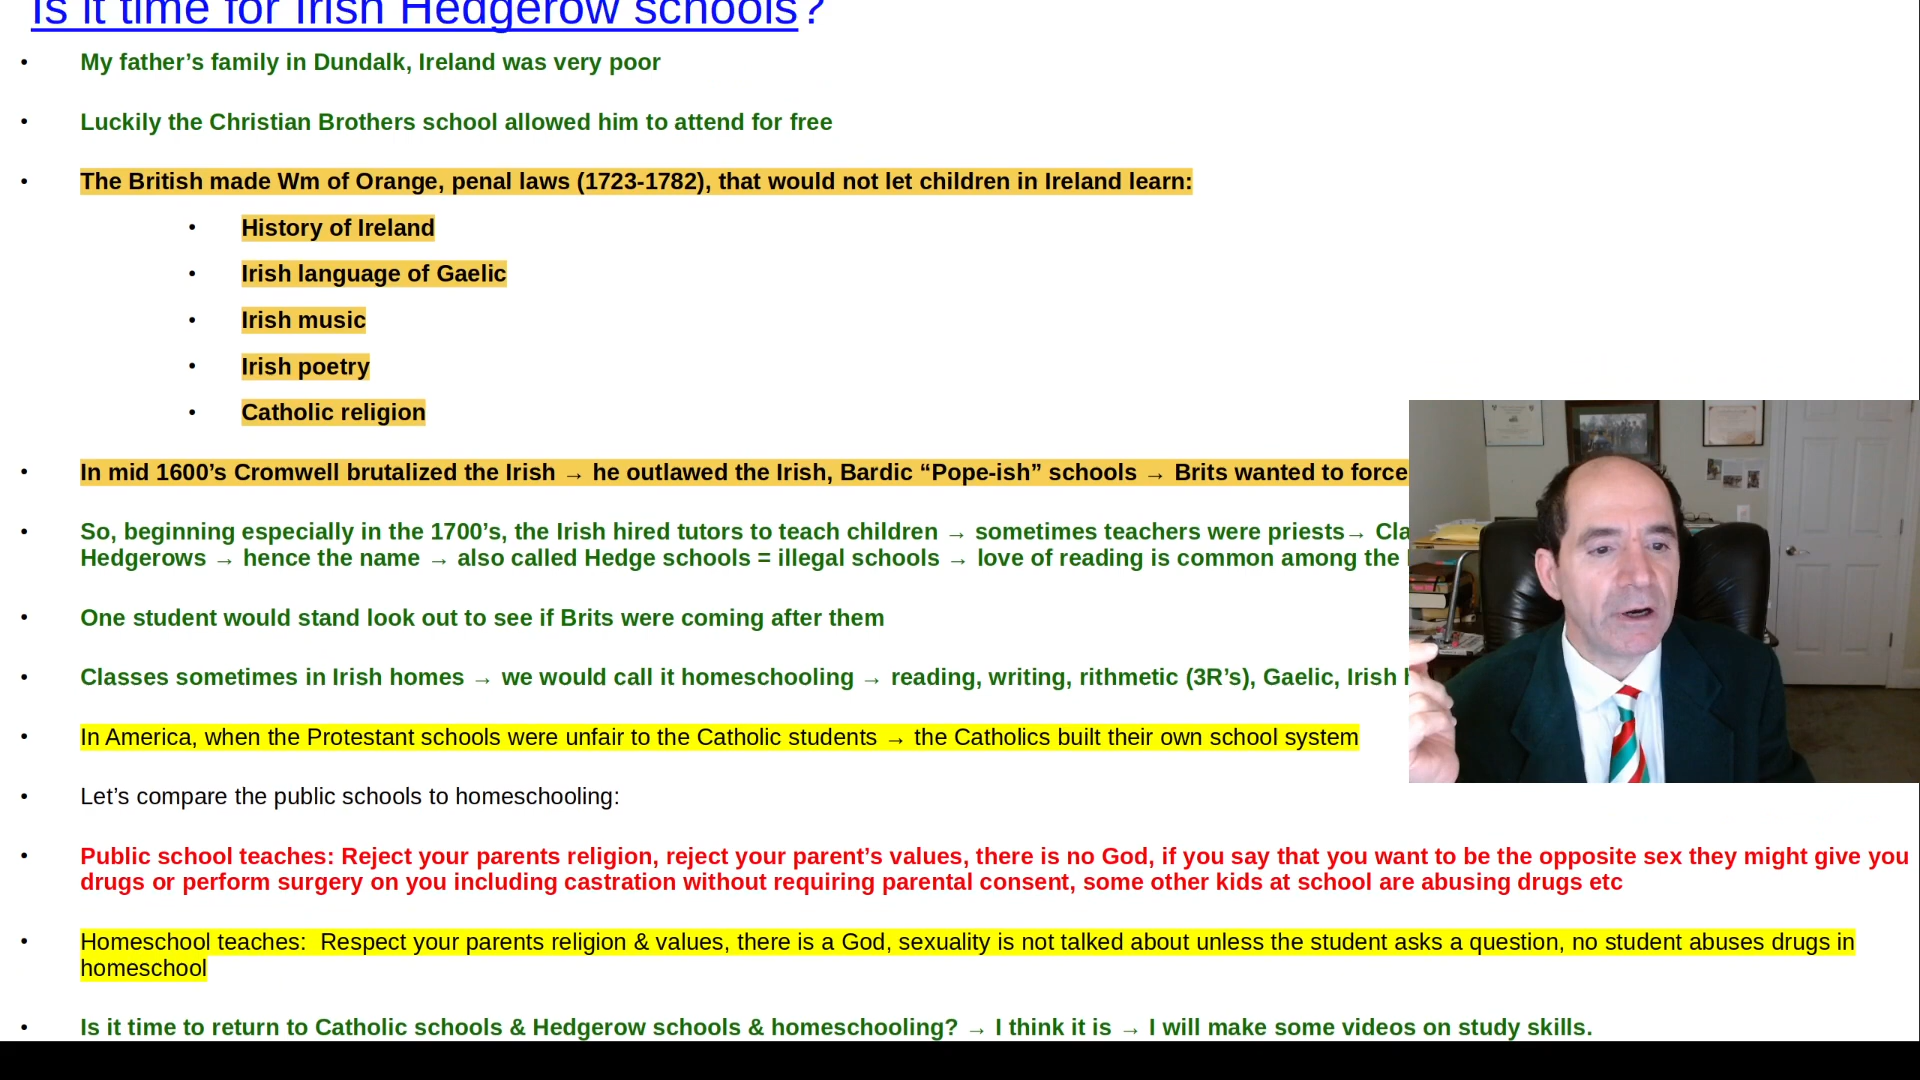 Is it time for Irish Hedgerow schools?
• My father’s family in Dundalk, Ireland was very poor
• Luckily the Christian Brothers school allowed him to attend for free
• The British made Wm of Orange, penal laws (1723-1782), that would not let children in Ireland learn:
• History of Ireland
• Irish language of Gaelic
• Irish music
• Irish poetry
• Catholic religion
• In mid 1600’s Cromwell brutalized the Irish → he outlawed the Irish, Bardic “Pope-ish” schools → Brits wanted to force
• So, beginning especially in the 1700’s, the Irish hired tutors to teach children → sometimes teachers were priests→
Hedgerows → hence the name → also called Hedge schools = illegal schools → love of reading is common among the
• One student would stand look out to see if Brits were coming after them
• Classes sometimes in Irish homes → we would call it homeschooling → reading, writing, rithmetic (3R’s), Gaelic, Irish
• In America, when the Protestant schools were unfair to the Catholic students → the Catholics built their own school system
• Let’s compare the public schools to homeschooling:
• Public school teaches: Reject your parents religion, reject your parent’s values, there is no God, if you say that you want to be the opposite sex they might give you
drugs or perform surgery on you including castration without requiring parental consent, some other kids at school are abusing drugs etc
• Homeschool teaches:  Respect your parents religion & values, there is a God, sexuality is not talked about unless the student asks a question, no student abuses drugs in
homeschool
• Is it time to return to Catholic schools & Hedgerow schools & homeschooling? → I think it is → I will make some videos on study skills.